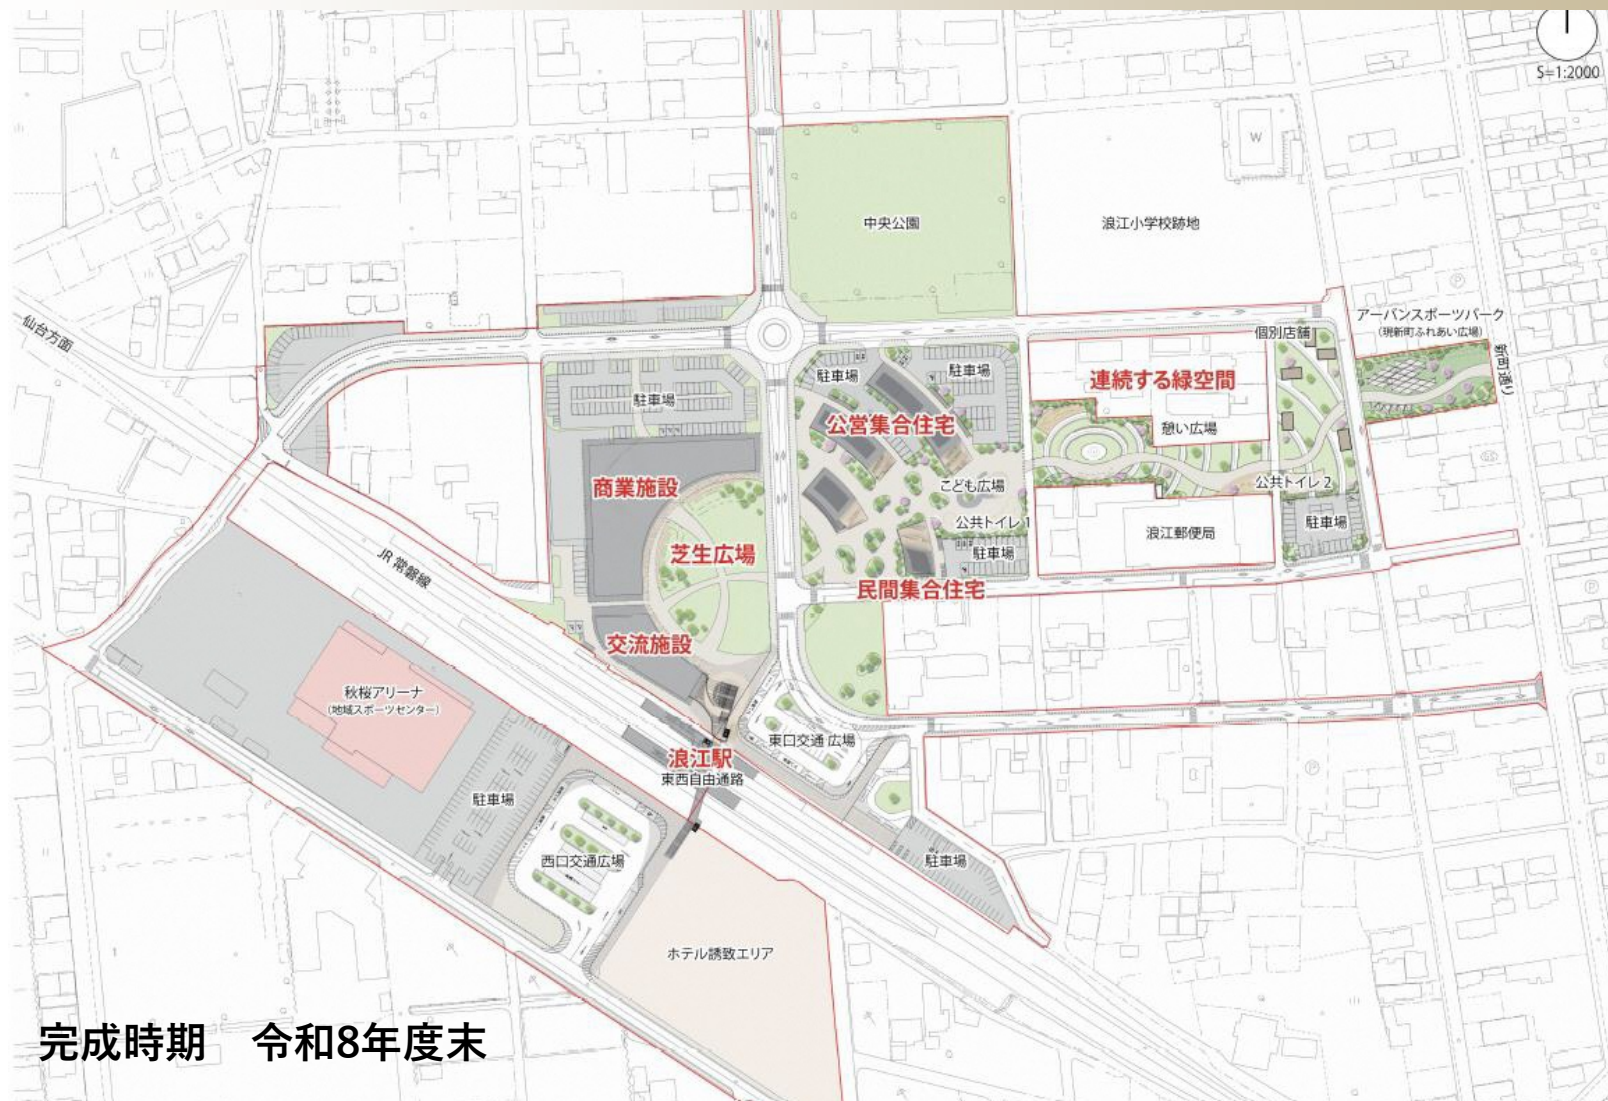 S=1:2000
W
中央公園
浪江小学校跡地
仙台方面
アーバンスポーツパーク
(現新町ふれあい広場)
個別店舗
新町通り
駐車場
駐車場
駐車場
連続する緑空間
公営集合住宅
憩い広場
商業施設
こども広場
公共トイレ2
公共トイレ1
駐車場
浪江郵便局
芝生広場
駐車場
JR 常磐線
民間集合住宅
交流施設
秋桜アリーナ
(地域スポーツセンター)
東口交通 広場
浪江駅
東西自由通路
駐車場
西口交通広場
駐車場
ホテル誘致エリア
完成時期 令和8年度末